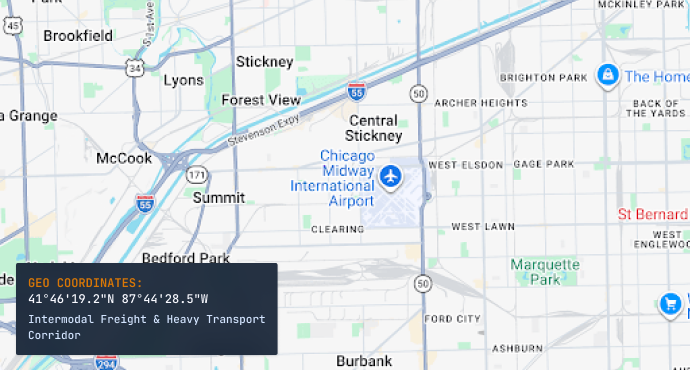 MCKINLEY PARK
45
Brookfield
S 1st Ave
34
Stickney
Lyons
BRIGHTON PARK
The Home
55
50
Forest View
ARCHER HEIGHTS
BACK OF
THE YARDS
a Grange
Central
Stickney
Stevenson Expy
McCook
Chicago
Midway
International
Airport
WEST ELSDON
GAGE PARK
171
55
Summit
St Bernard
CLEARING
WEST LAWN
WEST
ENGLEWOO
Bedford Park
Marquette
Park
GEO COORDINATES:
41°46'19.2"N 87°44'28.5"W
Intermodal Freight & Heavy Transport
Corridor
50
FORD CITY
ASHBURN
294
Burbank